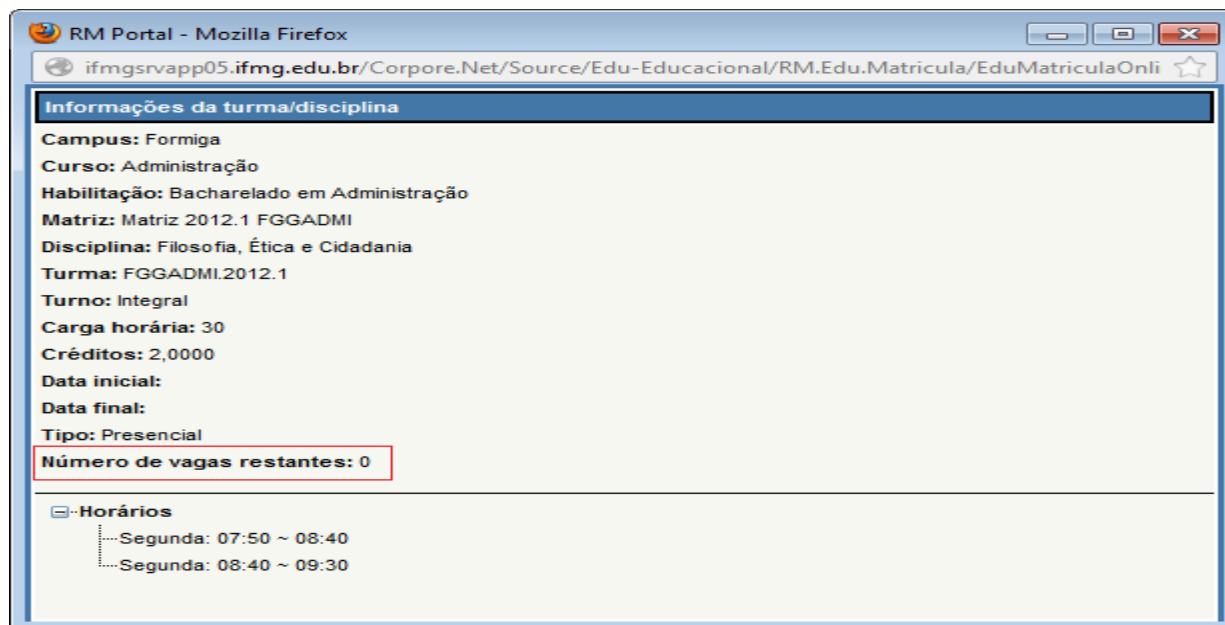 RM Portal - Mozilla Firefox
ifmgsrvapp05.ifmg.edu.br/Corpore.Net/Source/Edu-Educacional/RM.Edu.Matricula/EduMatriculaOnli
Informações da turma/disciplina
Campus: Formiga
Curso: Administração
Habilitação: Bacharelado em Administração
Matriz: Matriz 2012.1 FGGADMI
Disciplina: Filosofia, Ética e Cidadania
Turma: FGGADMI.2012.1
Turno: Integral
Carga horária: 30
Créditos: 2,0000
Data inicial:
Data final:
Tipo: Presencial
Número de vagas restantes: 0
Horários
Segunda: 07:50 ~ 08:40
Segunda: 08:40 ~ 09:30